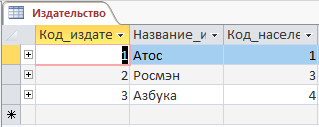 Издательство
Код_издате Название_и Код_населе
1 Атос 1
2 Росмэн 3
3 Азбука 4